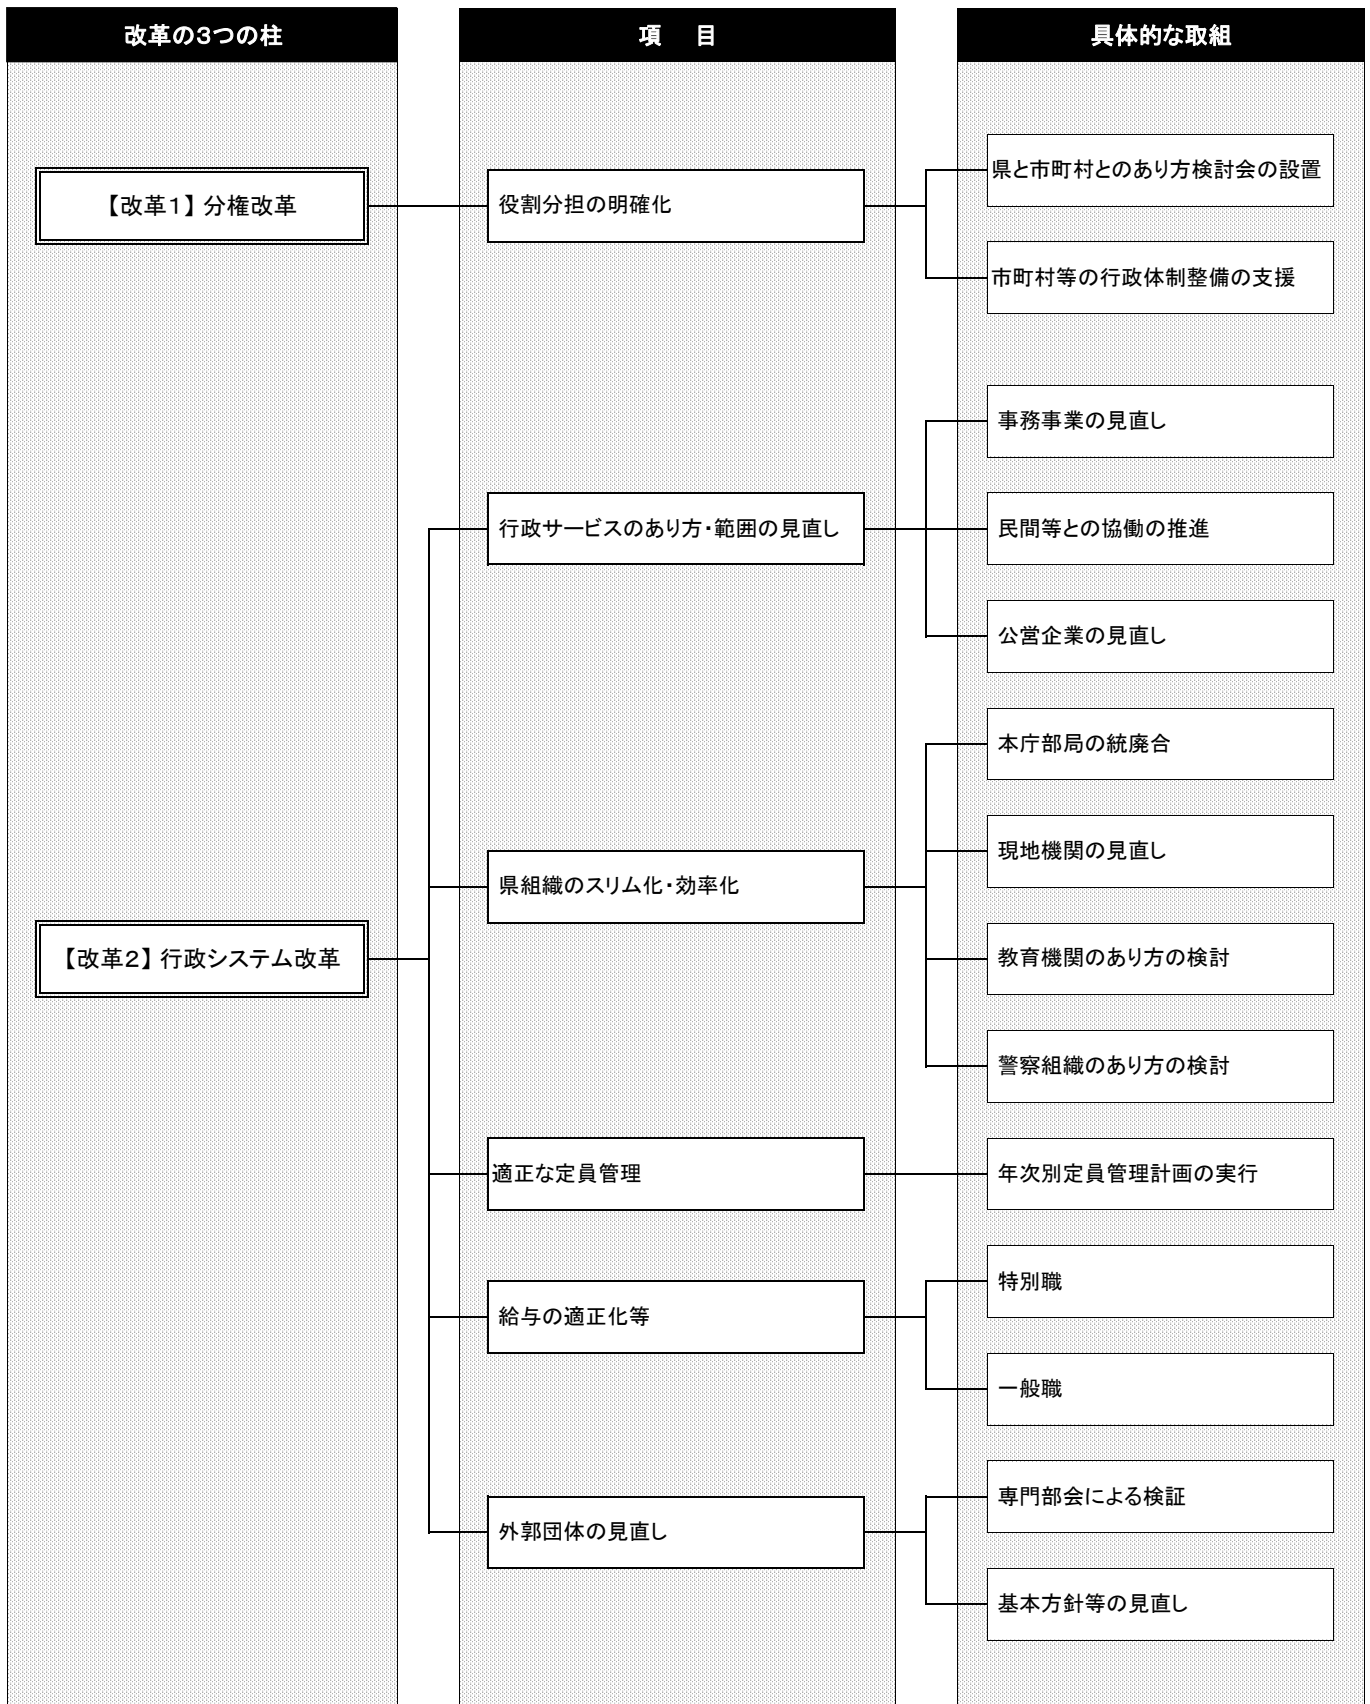 改革の3つの柱
項　目
具体的な取組
【改革1】 分権改革
役割分担の明確化
県と市町村とのあり方検討会の設置
市町村等の行政体制整備の支援
【改革2】 行政システム改革
行政サービスのあり方・範囲の見直し
事務事業の見直し
民間等との協働の推進
公営企業の見直し
県組織のスリム化・効率化
本庁部局の統廃合
現地機関の見直し
教育機関のあり方の検討
警察組織のあり方の検討
適正な定員管理
年次別定員管理計画の実行
給与の適正化等
特別職
一般職
外郭団体の見直し
専門部会による検証
基本方針等の見直し